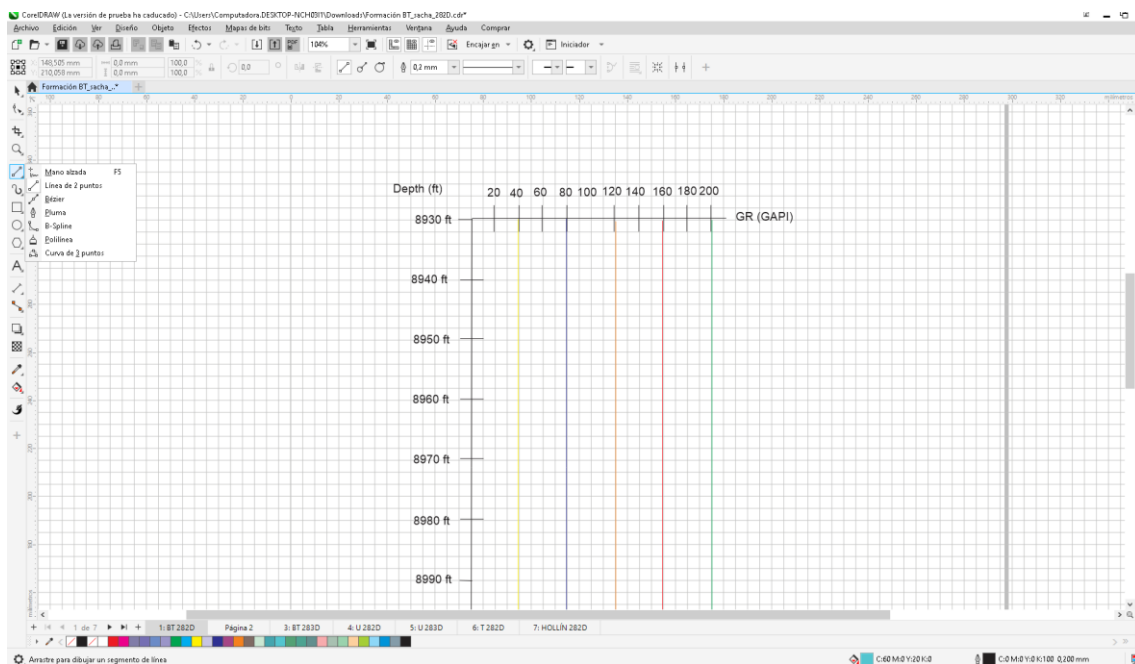 CorelDRAW (La versión de prueba ha caducado) - C:\Users\Computadora.DESKTOP-NCH03I1\Downloads\Formación BT_sacha_282D.cdr*
Archivo Edición Ver Diseño Objeto Efectos Mapas de bits Texto Tabla Herramientas Ventana Ayuda Comprar
104% Encajar en Iniciador
148,505 mm 0,0 mm 100,0 % 0,0 0,2 mm
210,058 mm 0,0 mm 100,0 %
Formación BT_sacha_..*
milímetros
Mano alzada F5
Línea de 2 puntos
Bézier
Pluma
B-Spline
Polilínea
Curva de 3 puntos
Depth (ft) 20 40 60 80 100 120 140 160 180 200
8930 ft GR (GAPI)
8940 ft
8950 ft
8960 ft
8970 ft
8980 ft
8990 ft
1 de 7 1: BT 282D Página 2 3: BT 283D 4: U 282D 5: U 283D 6: T 282D 7: HOLLÍN 282D
Arrastre para dibujar un segmento de línea C:60 M:0 Y:20 K:0 C:0 M:0 Y:0 K:100 0,200 mm